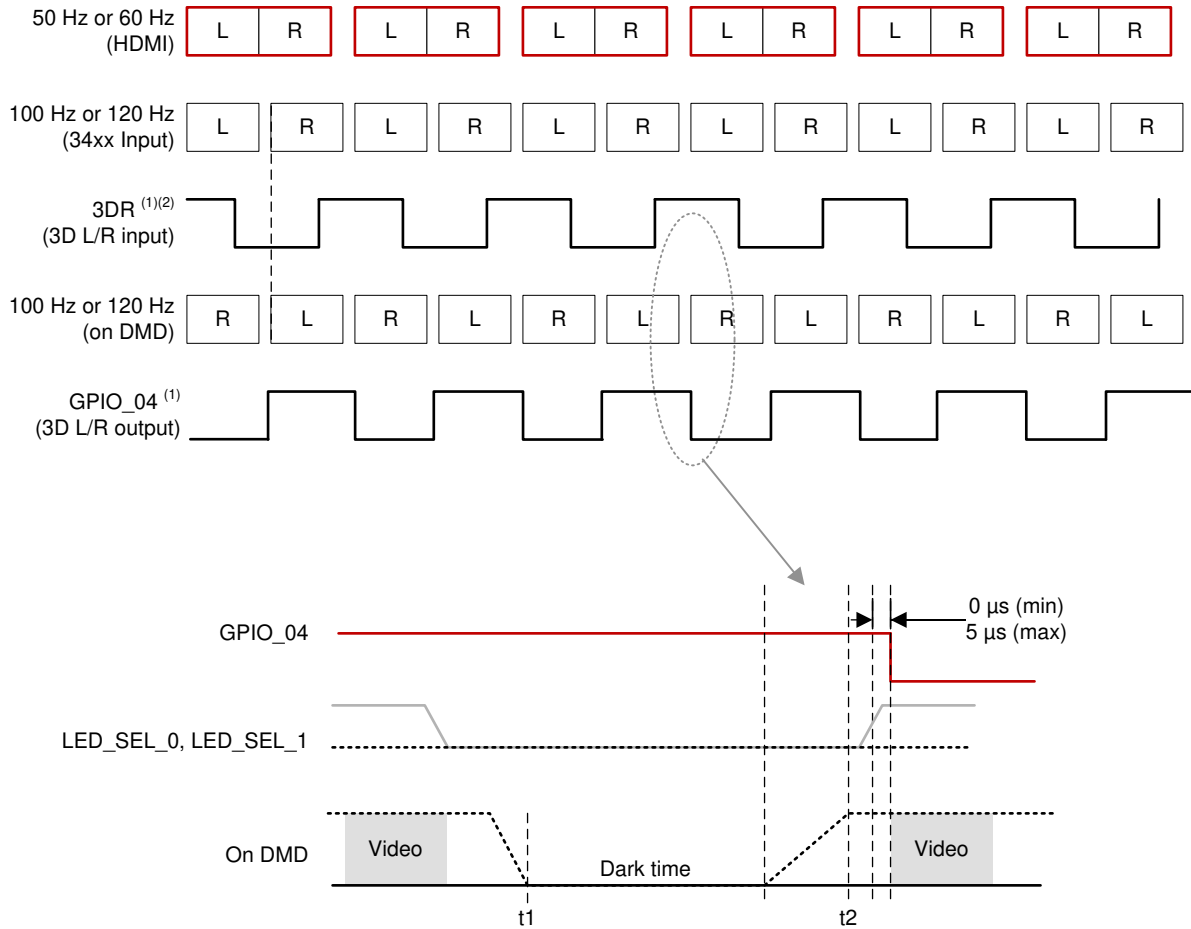 50 Hz or 60 Hz
(HDMI)
L R L R L R L R L R L R
100 Hz or 120 Hz
(34xx Input)
L R L R L R L R L R L R
3DR (1)(2)
(3D L/R input)
100 Hz or 120 Hz
(on DMD)
R L R L R L R L R L R L
GPIO_04 (1)
(3D L/R output)
0 µs (min)
5 µs (max)
GPIO_04
LED_SEL_0, LED_SEL_1
On DMD
Video
Dark time
Video
t1
t2